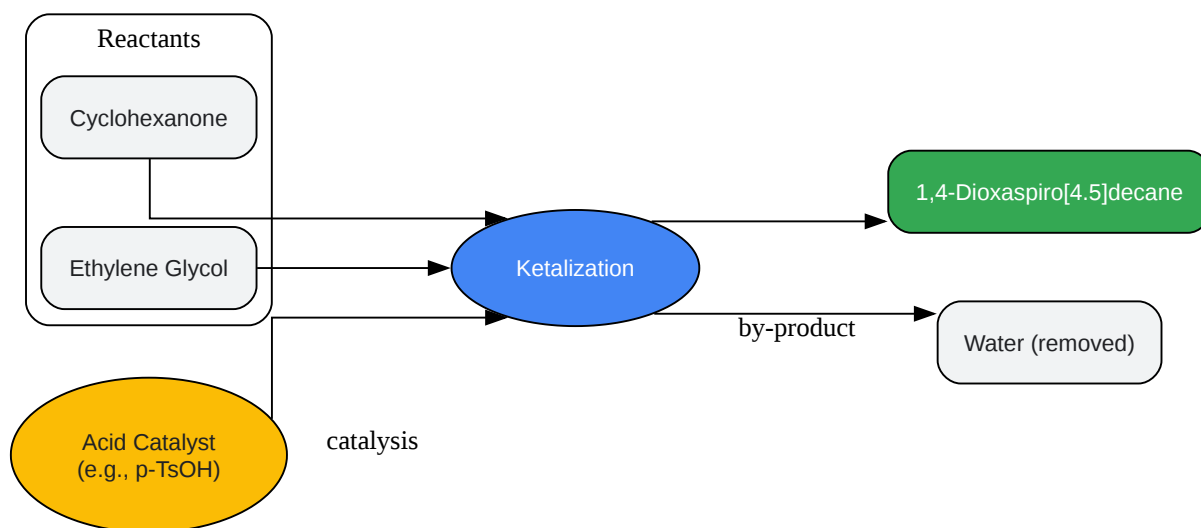 Reactants
Cyclohexanone
Ethylene Glycol
Acid Catalyst
(e.g., p-TsOH)
catalysis
Ketalization
by-product
1,4-Dioxaspiro[4.5]decane
Water (removed)